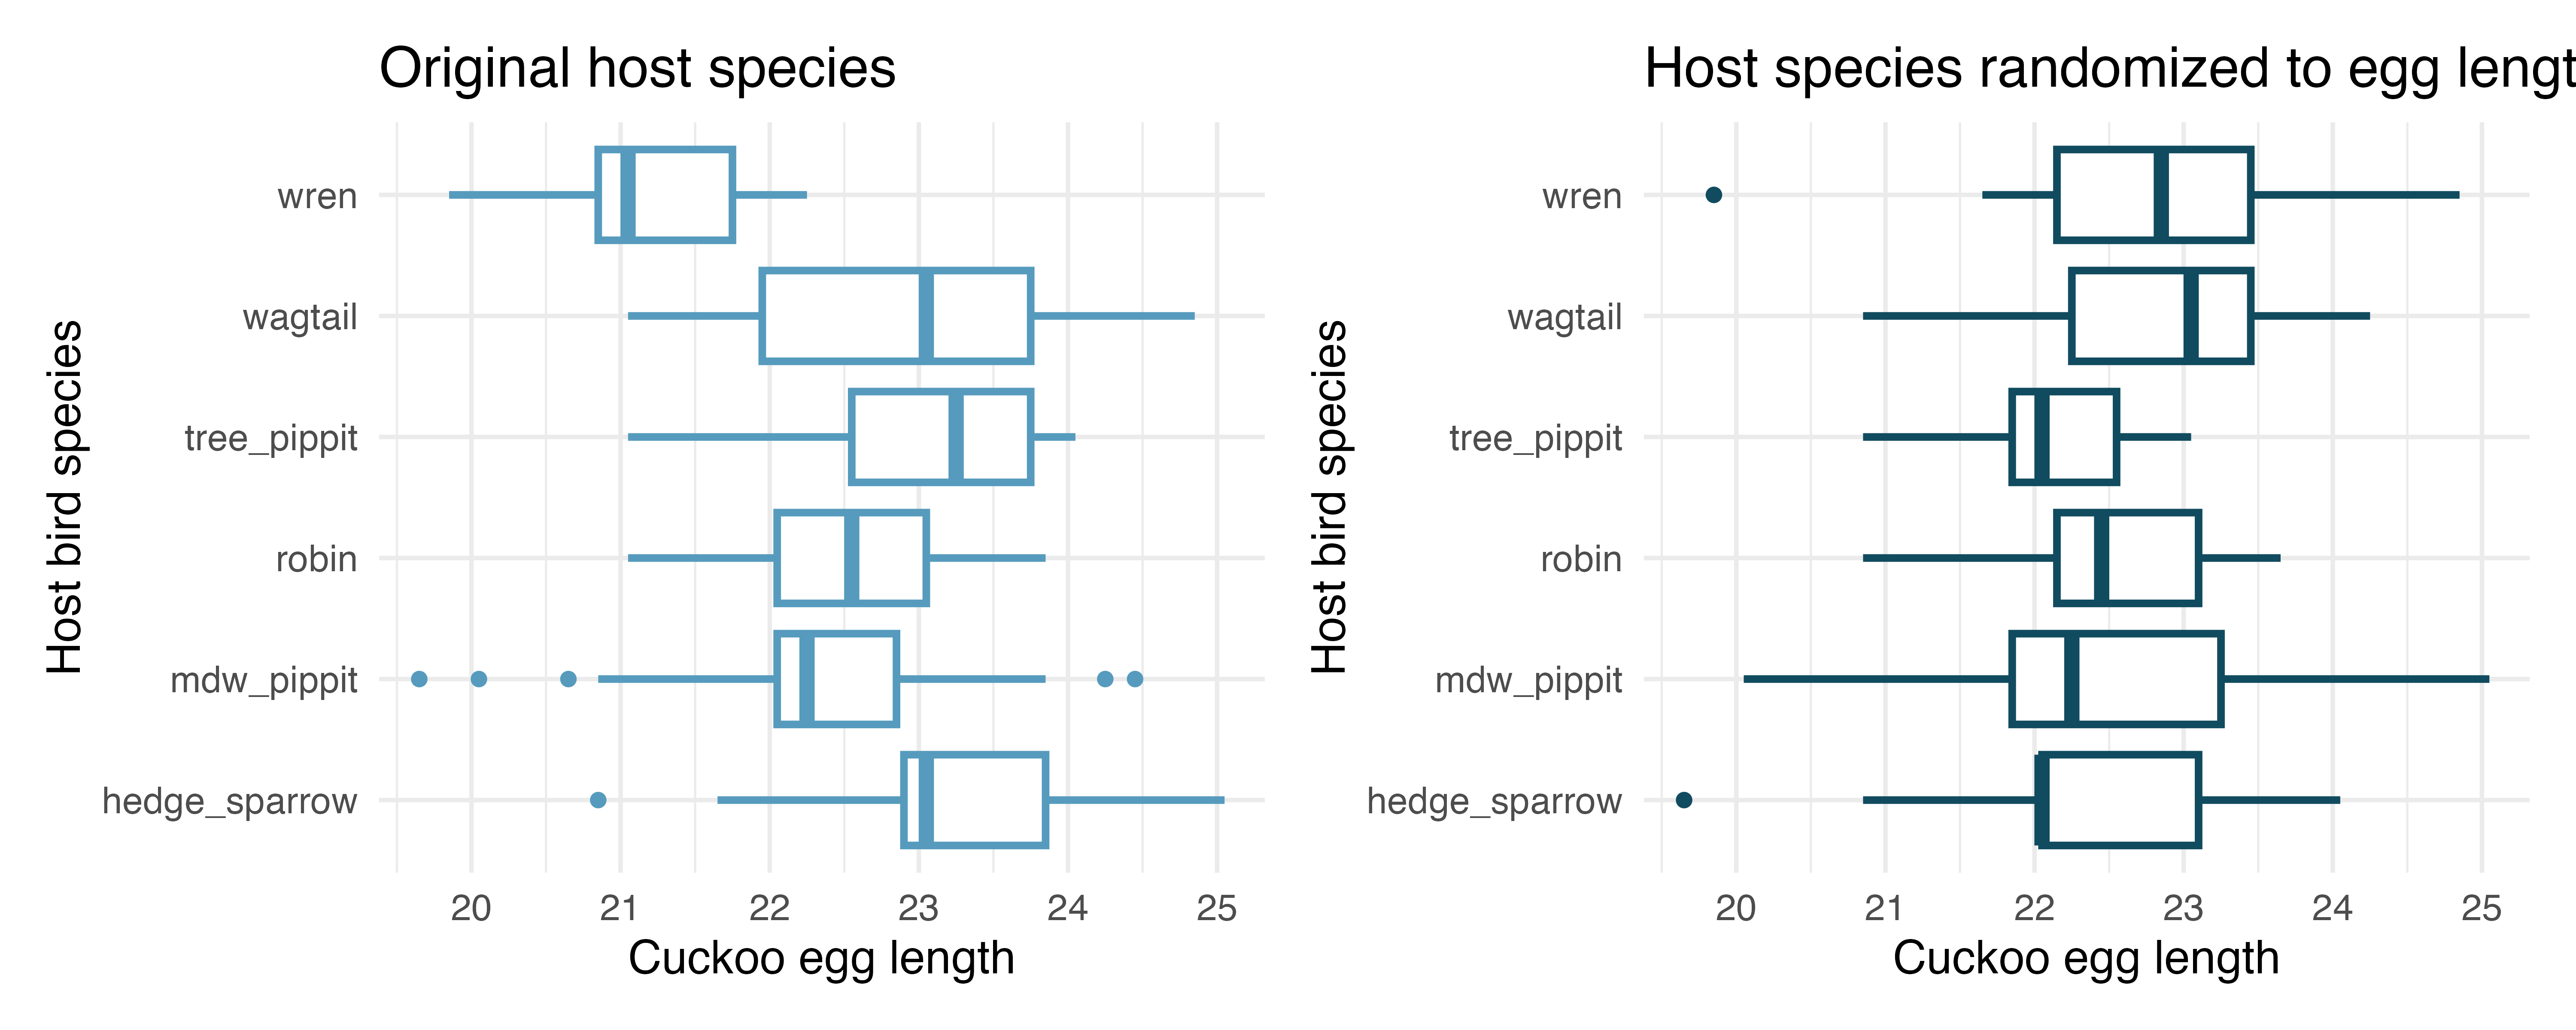 Original host species
Host bird species
wren
wagtail
tree_pippit
robin
mdw_pippit
hedge_sparrow
20 21 22 23 24 25
Cuckoo egg length
Host species randomized to egg lengt
Host bird species
wren
wagtail
tree_pippit
robin
mdw_pippit
hedge_sparrow
20 21 22 23 24 25
Cuckoo egg length